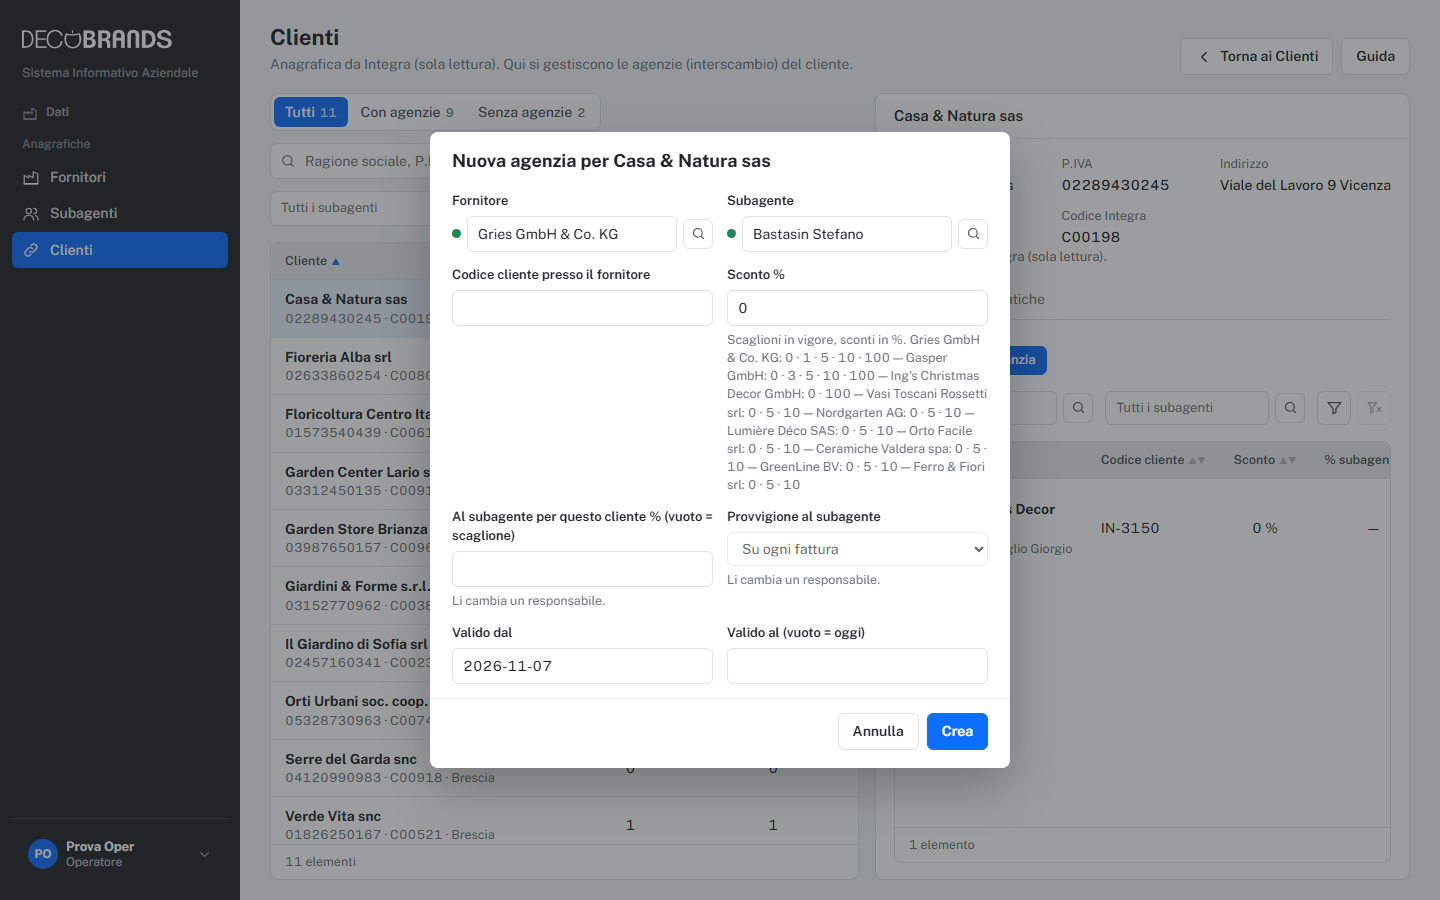 DECOBRANDS
Sistema Informativo Aziendale
Dati
Anagrafiche
Fornitori
Subagenti
Clienti
PO
Prova Oper
Operatore
Clienti
Anagrafica da Integra (sola lettura). Qui si gestiscono le agenzie (interscambio) del cliente.
Torna ai Clienti
Guida
Tutti 11
Con agenzie 9
Senza agenzie 2
Ragione sociale, P.I
Tutti i subagenti
Cliente ▲
Casa & Natura sas
02289430245 · C0019
Fioreria Alba srl
02633860254 · C0080
Floricoltura Centro Ita
01573540439 · C0061
Garden Center Lario s
03312450135 · C0091
Garden Store Brianza
03987650157 · C0096
Giardini & Forme s.r.l.
03152770962 · C0038
Il Giardino di Sofia srl
02457160341 · C0023
Orti Urbani soc. coop.
05328730963 · C0074
Serre del Garda snc
04120990983 · C00918 · Brescia
0
0
Verde Vita snc
01826250167 · C00521 · Brescia
1
1
11 elementi
Casa & Natura sas
s
P.IVA
02289430245
Indirizzo
Viale del Lavoro 9 Vicenza
Codice Integra
C00198
gra (sola lettura).
atiche
nzia
Tutti i subagenti
Codice cliente ▲▼
Sconto ▲▼
% subagen
s Decor
glio Giorgio
IN-3150
0 %
—
1 elemento
Nuova agenzia per Casa & Natura sas
Fornitore
Gries GmbH & Co. KG
Subagente
Bastasin Stefano
Codice cliente presso il fornitore
Sconto %
0
Scaglioni in vigore, sconti in %. Gries GmbH
& Co. KG: 0 · 1 · 5 · 10 · 100 — Gasper
GmbH: 0 · 3 · 5 · 10 · 100 — Ing's Christmas
Decor GmbH: 0 · 100 — Vasi Toscani Rossetti
srl: 0 · 5 · 10 — Nordgarten AG: 0 · 5 · 10 —
Lumière Déco SAS: 0 · 5 · 10 — Orto Facile
srl: 0 · 5 · 10 — Ceramiche Valdera spa: 0 · 5 ·
10 — GreenLine BV: 0 · 5 · 10 — Ferro & Fiori
srl: 0 · 5 · 10
Al subagente per questo cliente % (vuoto =
scaglione)
Li cambia un responsabile.
Provvigione al subagente
Su ogni fattura
Li cambia un responsabile.
Valido dal
2026-11-07
Valido al (vuoto = oggi)
Annulla
Crea